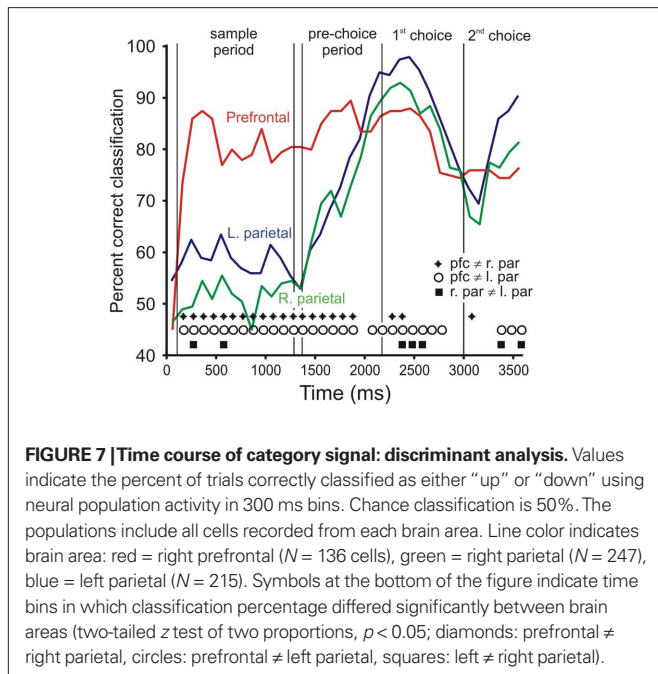 sample period
pre-choice period
1st choice
2nd choice
100
90
80
70
60
50
40
Percent correct classification
Prefrontal
L. parietal
R. parietal
✦ pfc ≠ r. par
○ pfc ≠ l. par
■ r. par ≠ l. par
0 500 1000 1500 2000 2500 3000 3500
Time (ms)
FIGURE 7 | Time course of category signal: discriminant analysis. Values
indicate the percent of trials correctly classified as either “up” or “down” using
neural population activity in 300 ms bins. Chance classification is 50%. The
populations include all cells recorded from each brain area. Line color indicates
brain area: red = right prefrontal (N = 136 cells), green = right parietal (N = 247),
blue = left parietal (N = 215). Symbols at the bottom of the figure indicate time
bins in which classification percentage differed significantly between brain
areas (two-tailed z test of two proportions, p < 0.05; diamonds: prefrontal ≠
right parietal, circles: prefrontal ≠ left parietal, squares: left ≠ right parietal).